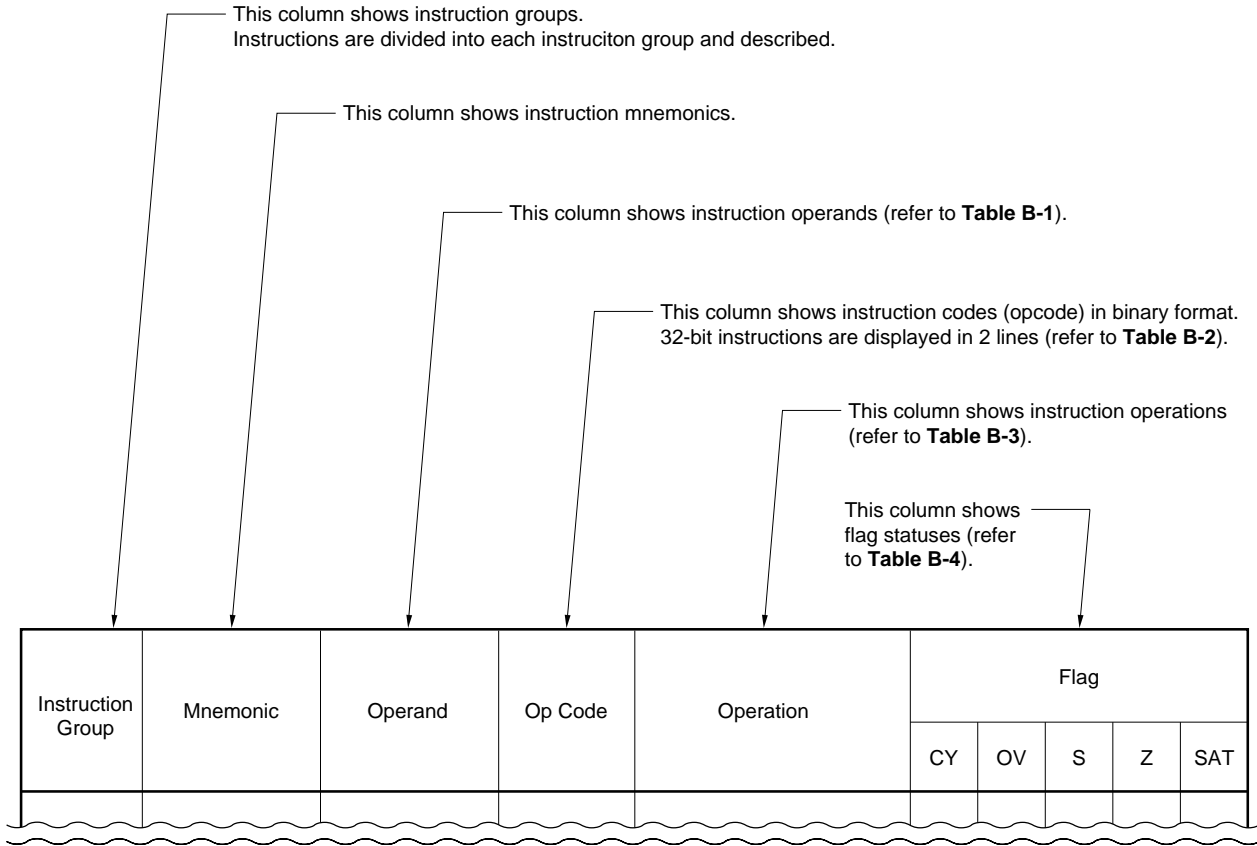 This column shows instruction groups.
Instructions are divided into each instruciton group and described.
This column shows instruction mnemonics.
This column shows instruction operands (refer to Table B-1).
This column shows instruction codes (opcode) in binary format.
32-bit instructions are displayed in 2 lines (refer to Table B-2).
This column shows instruction operations
(refer to Table B-3).
This column shows
flag statuses (refer
to Table B-4).
Instruction
Group
Mnemonic
Operand
Op Code
Operation
Flag
CY
OV
S
Z
SAT